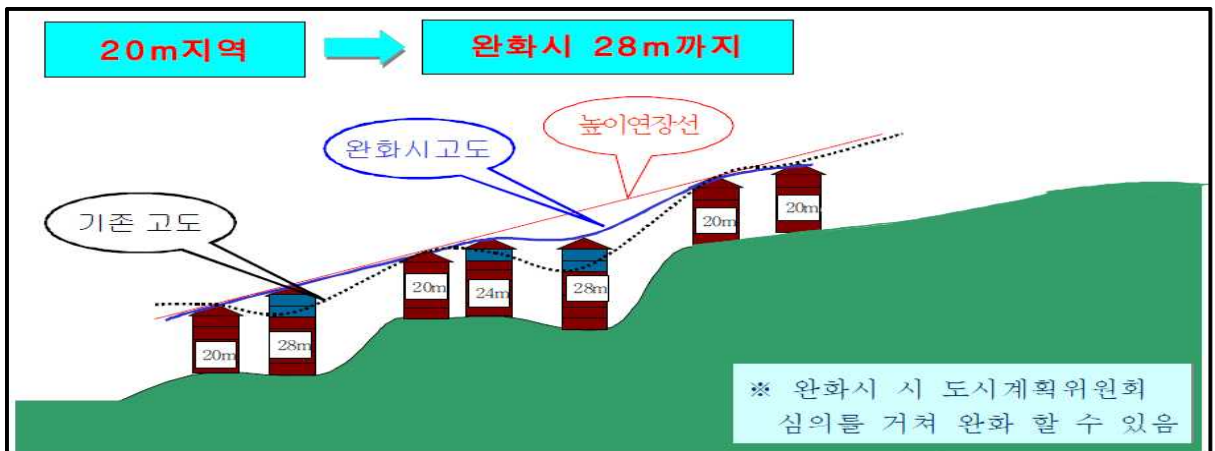 20m지역
완화시 28m까지
높이연장선
완화시고도
기존 고도
20m
28m
20m
24m
28m
20m
20m
※ 완화시 시 도시계획위원회
심의를 거쳐 완화 할 수 있음